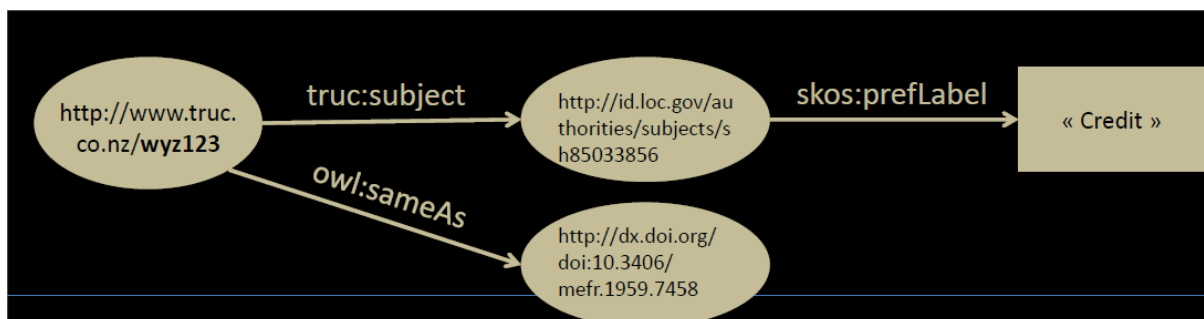 http://www.truc.
co.nz/wyz123
truc:subject
http://id.loc.gov/au
thorities/subjects/s
h85033856
skos:prefLabel
« Credit »
owl:sameAs
http://dx.doi.org/
doi:10.3406/
mefr.1959.7458